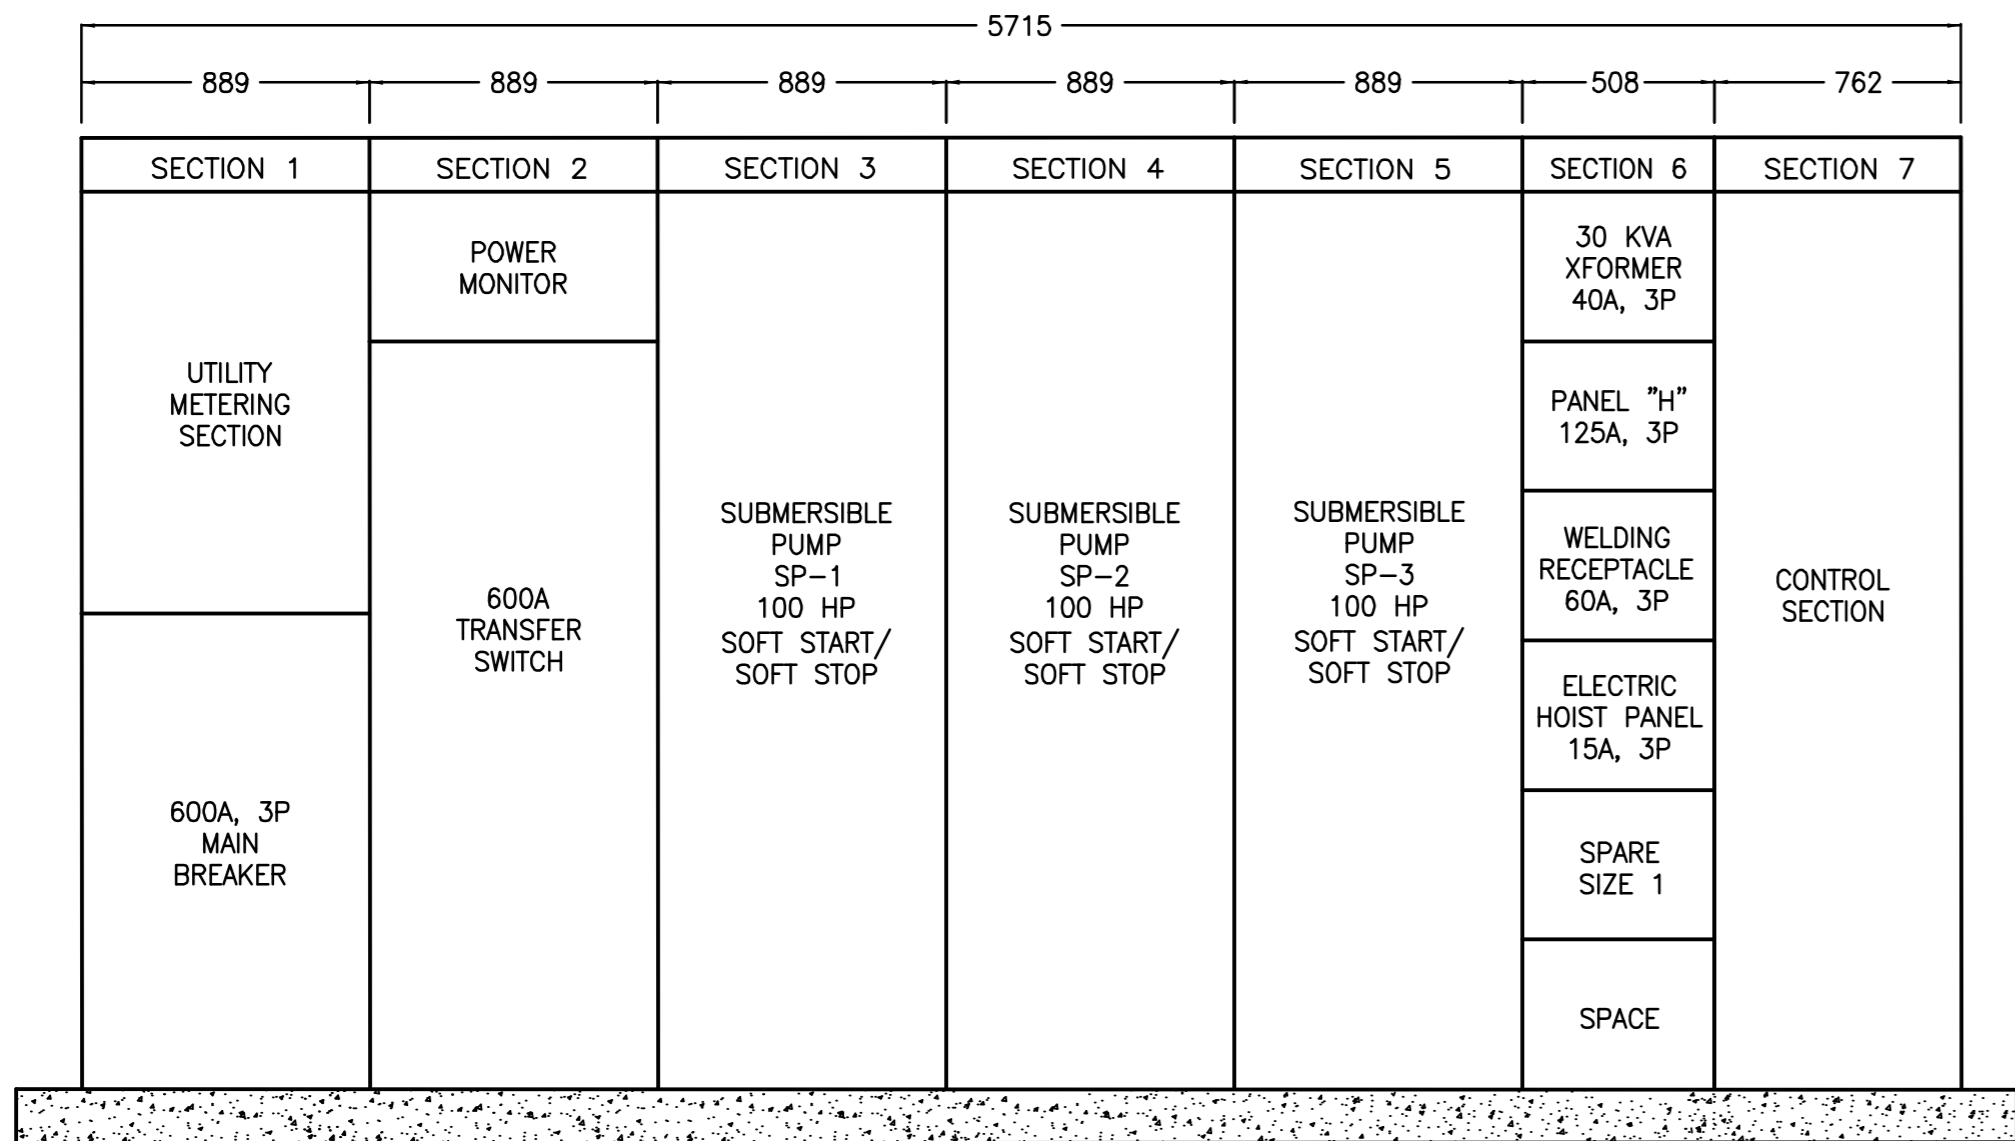 5715
889 889 889 889 889 508 762
SECTION 1 SECTION 2 SECTION 3 SECTION 4 SECTION 5 SECTION 6 SECTION 7
UTILITY
METERING
SECTION
600A, 3P
MAIN
BREAKER
POWER
MONITOR
600A
TRANSFER
SWITCH
SUBMERSIBLE
PUMP
SP-1
100 HP
SOFT START/
SOFT STOP
SUBMERSIBLE
PUMP
SP-2
100 HP
SOFT START/
SOFT STOP
SUBMERSIBLE
PUMP
SP-3
100 HP
SOFT START/
SOFT STOP
30 KVA
XFORMER
40A, 3P
PANEL "H"
125A, 3P
WELDING
RECEPTACLE
60A, 3P
ELECTRIC
HOIST PANEL
15A, 3P
SPARE
SIZE 1
SPACE
CONTROL
SECTION